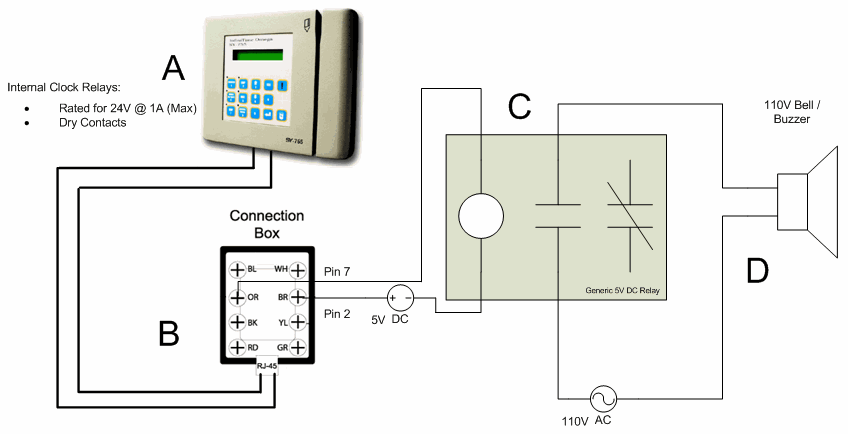 A
Internal Clock Relays:
• Rated for 24V @ 1A (Max)
• Dry Contacts
C
110V Bell /
Buzzer
Connection
Box
BL WH
OR BR
BK YL
RD GR
RJ-45
Pin 7
Pin 2
5V DC
B
Generic 5V DC Relay
D
110V AC